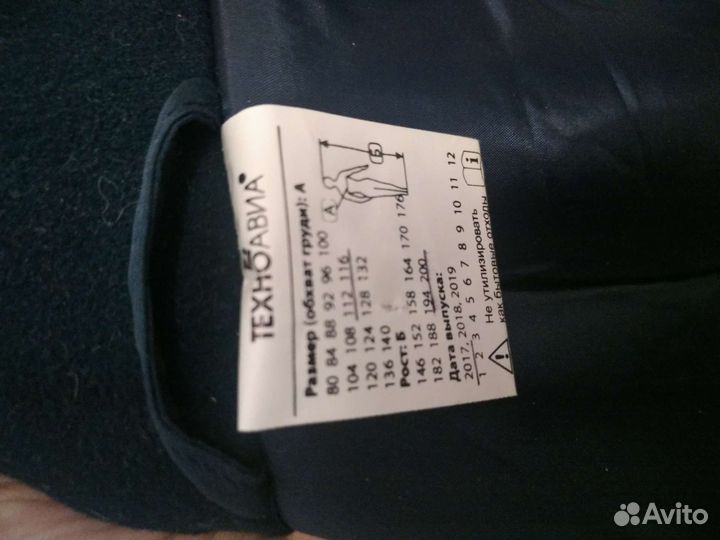 ТЕХНОАВИА
Размер (обхват груди): А
80 84 88 92 96 100
104 108 112 116
120 124 128 132
136 140
Рост: Б
146 152 158 164 170 176
182 188 194 200
Дата выпуска:
2017, 2018, 2019
1 2 3 4 5 6 7 8 9 10 11 12
Не утилизировать
как бытовые отходы
А
Б
i
Avito